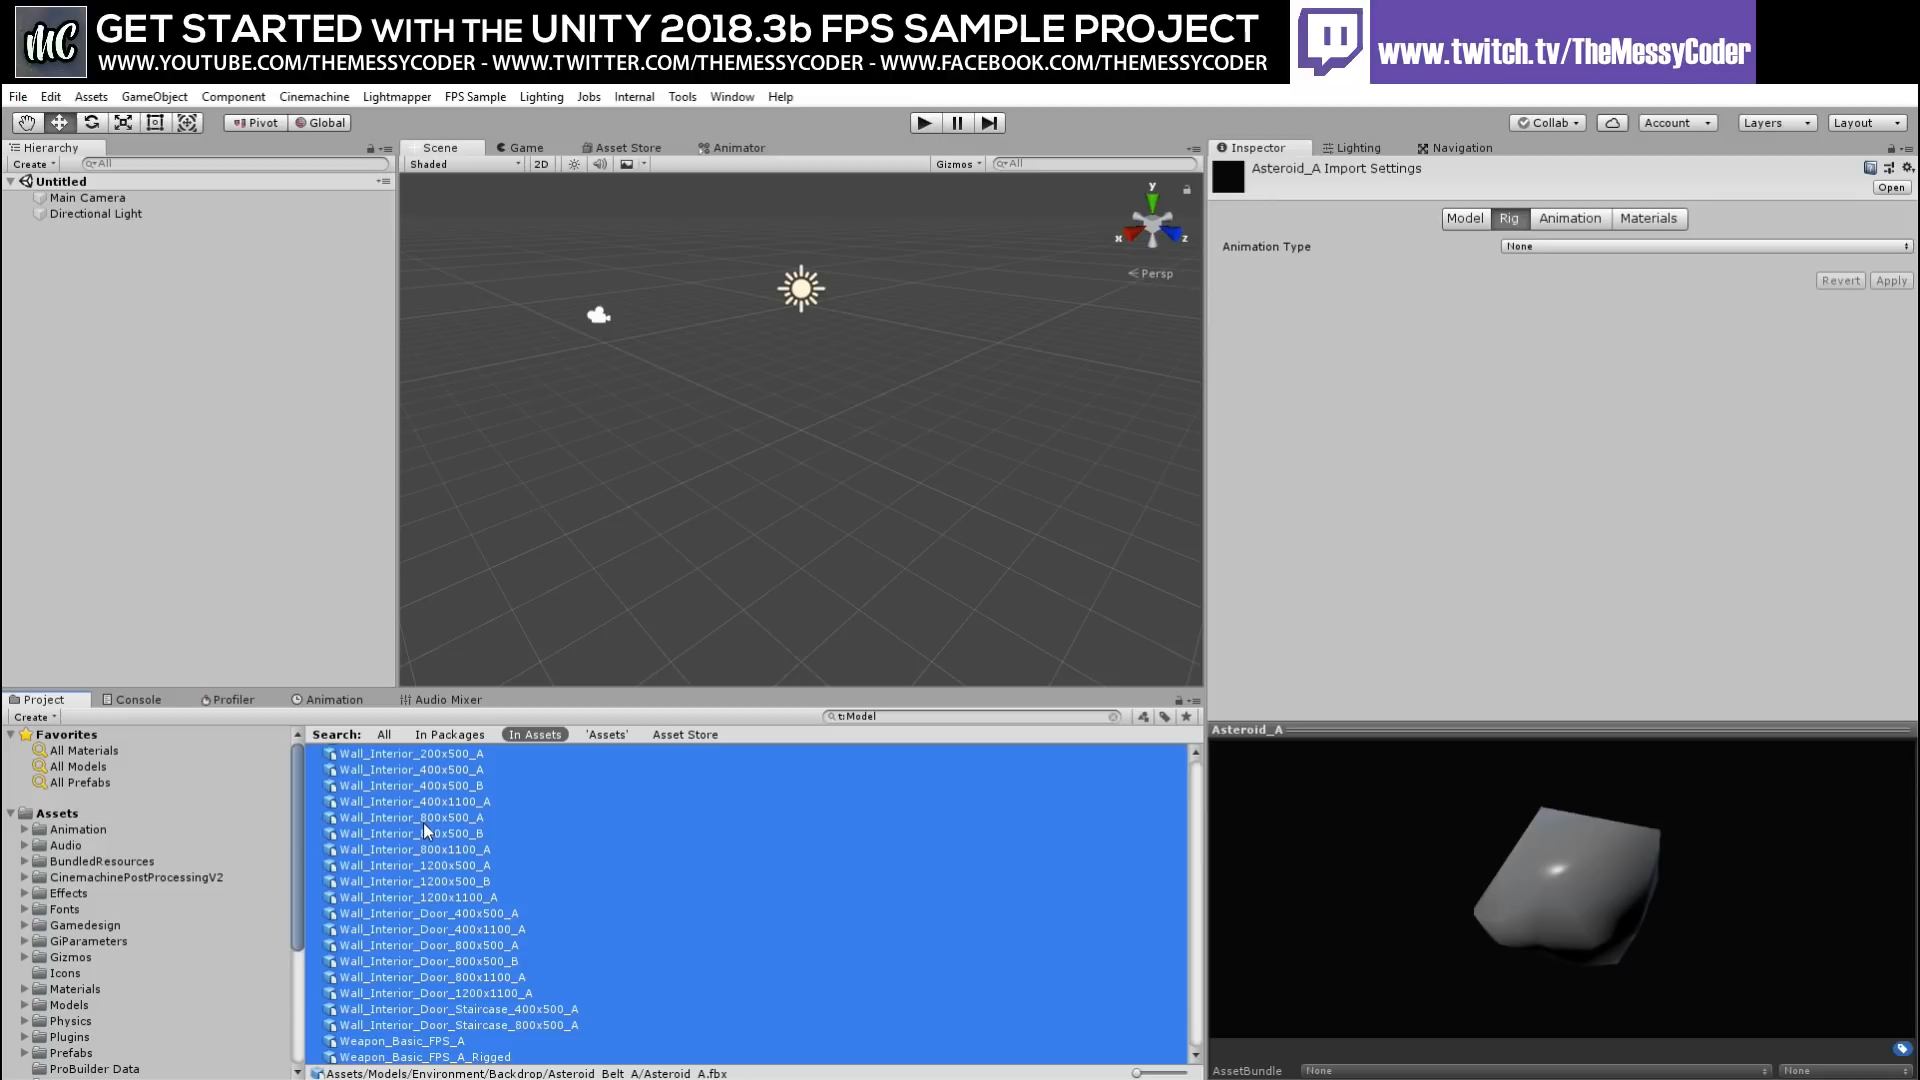 MC
GET STARTED WITH THE UNITY 2018.3b FPS SAMPLE PROJECT
WWW.YOUTUBE.COM/THEMESSYCODER - WWW.TWITTER.COM/THEMESSYCODER - WWW.FACEBOOK.COM/THEMESSYCODER
www.twitch.tv/TheMessyCoder
File Edit Assets GameObject Component Cinemachine Lightmapper FPS Sample Lighting Jobs Internal Tools Window Help
Pivot Global Collab Account Layers Layout
Hierarchy
Create All
Untitled
Main Camera
Directional Light
Scene Game Asset Store Animator
Shaded 2D Gizmos All
y
x z
Persp
Inspector Lighting Navigation
Asteroid_A Import Settings
Open
Model Rig Animation Materials
Animation Type None
Revert Apply
Project Console Profiler Animation Audio Mixer
Create t:Model
Favorites
All Materials
All Models
All Prefabs
Assets
Animation
Audio
BundledResources
CinemachinePostProcessingV2
Effects
Fonts
Gamedesign
GiParameters
Gizmos
Icons
Materials
Models
Physics
Plugins
Prefabs
ProBuilder Data
Search: All In Packages In Assets 'Assets' Asset Store
Wall_Interior_200x500_A
Wall_Interior_400x500_A
Wall_Interior_400x500_B
Wall_Interior_400x1100_A
Wall_Interior_800x500_A
Wall_Interior_800x1100_A
Wall_Interior_1200x500_A
Wall_Interior_1200x500_B
Wall_Interior_1200x1100_A
Wall_Interior_Door_400x500_A
Wall_Interior_Door_400x1100_A
Wall_Interior_Door_800x500_A
Wall_Interior_Door_800x500_B
Wall_Interior_Door_800x1100_A
Wall_Interior_Door_1200x1100_A
Wall_Interior_Door_Staircase_400x500_A
Wall_Interior_Door_Staircase_800x500_A
Weapon_Basic_FPS_A
Weapon_Basic_FPS_A_Rigged
Assets/Models/Environment/Backdrop/Asteroid_Belt_A/Asteroid_A.fbx
Asteroid_A
AssetBundle None None